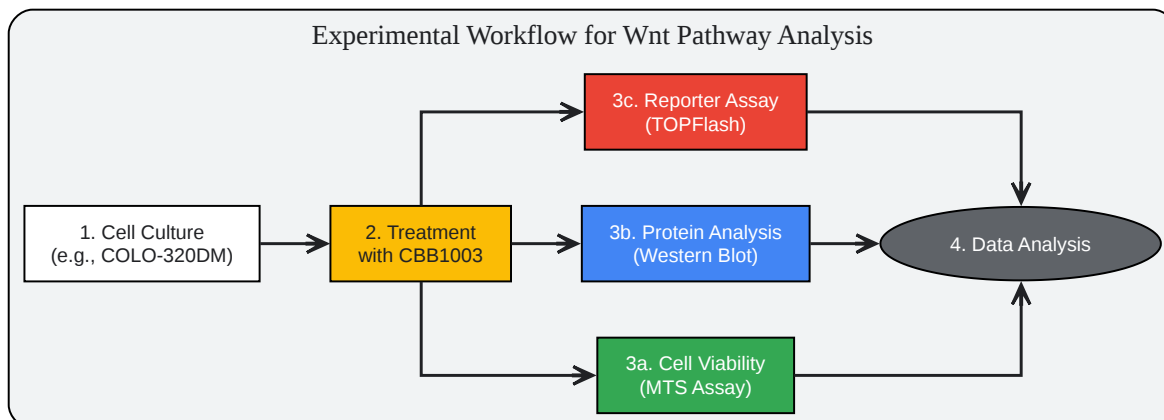 Experimental Workflow for Wnt Pathway Analysis
3c. Reporter Assay
(TOPFlash)
1. Cell Culture
(e.g., COLO-320DM)
2. Treatment
with CBB1003
3b. Protein Analysis
(Western Blot)
4. Data Analysis
3a. Cell Viability
(MTS Assay)